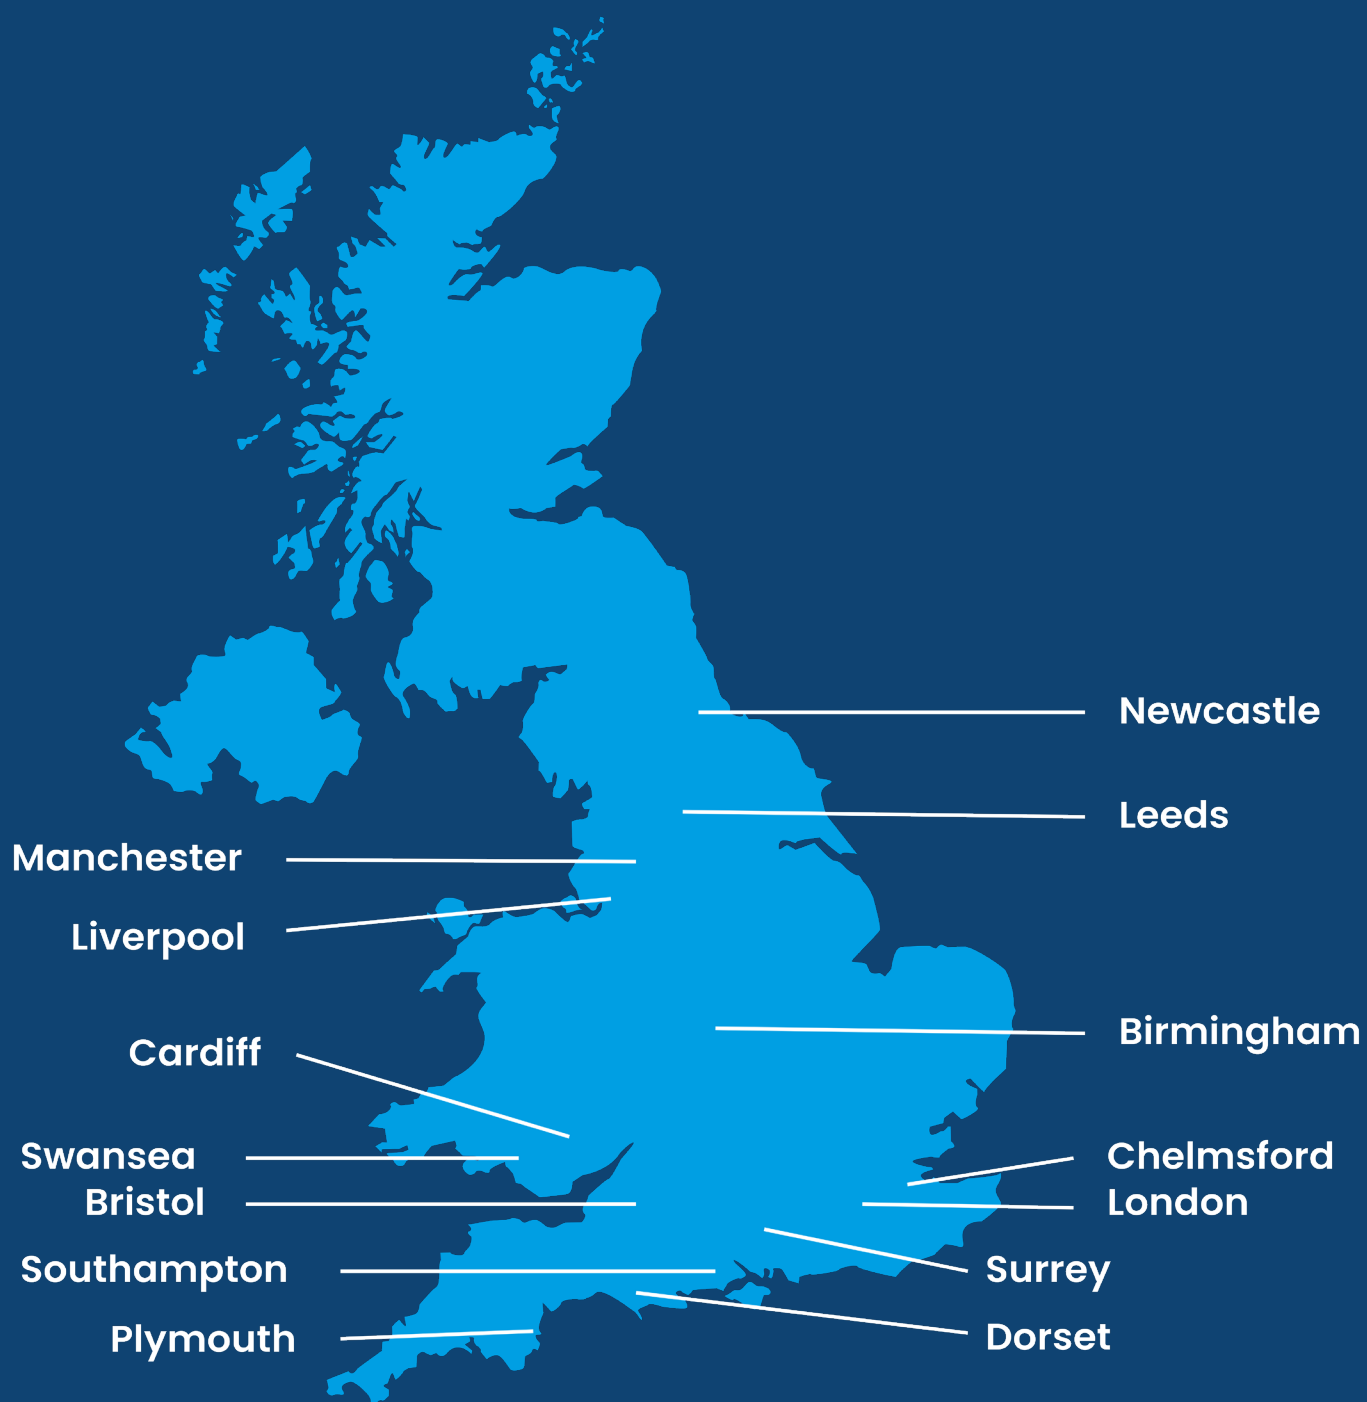 Newcastle
Leeds
Manchester
Liverpool
Birmingham
Cardiff
Swansea
Chelmsford
Bristol
London
Southampton
Surrey
Plymouth
Dorset